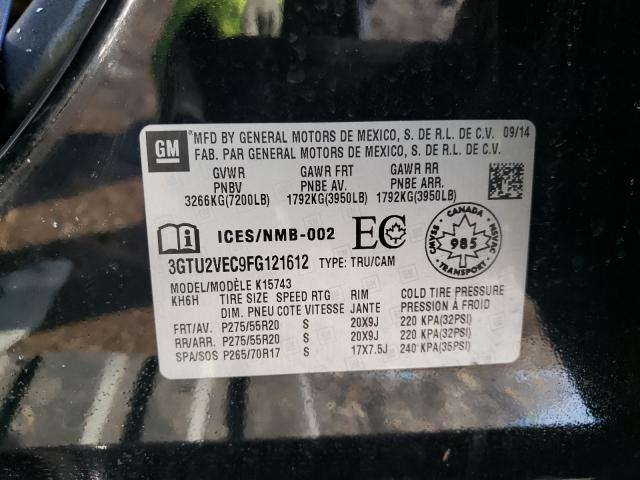 GM
MFD BY GENERAL MOTORS DE MEXICO, S. DE R.L. DE C.V. 09/14
FAB. PAR GENERAL MOTORS DE MEXICO, S. DE R.L. DE C.V.
GVWR GAWR FRT GAWR RR
PNBV PNBE AV. PNBE ARR.
3266KG(7200LB) 1792KG(3950LB) 1792KG(3950LB)
ICES/NMB-002 EC
CANADA
CMVSS 985 NSVAC
TRANSPORT
3GTU2VEC9FG121612 TYPE: TRU/CAM
MODEL/MODÈLE K15743
KH6H TIRE SIZE SPEED RTG RIM COLD TIRE PRESSURE
DIM. PNEU COTE VITESSE JANTE PRESSION À FROID
FRT/AV. P275/55R20 S 20X9J 220 KPA(32PSI)
RR/ARR. P275/55R20 S 20X9J 220 KPA(32PSI)
SPA/SOS P265/70R17 S 17X7.5J 240 KPA(35PSI)